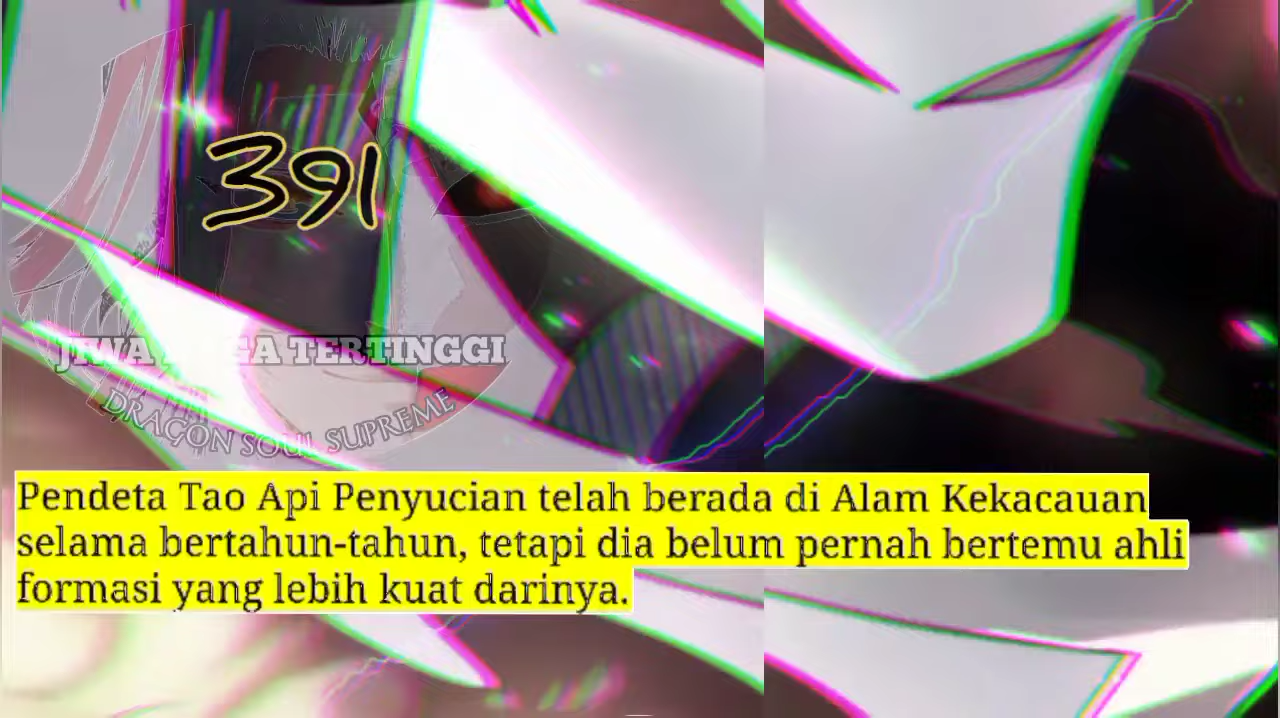 391
JIWA RAGA TERTINGGI
DRAGON SOUL SUPREME
Pendeta Tao Api Penyucian telah berada di Alam Kekacauan
selama bertahun-tahun, tetapi dia belum pernah bertemu ahli
formasi yang lebih kuat darinya.